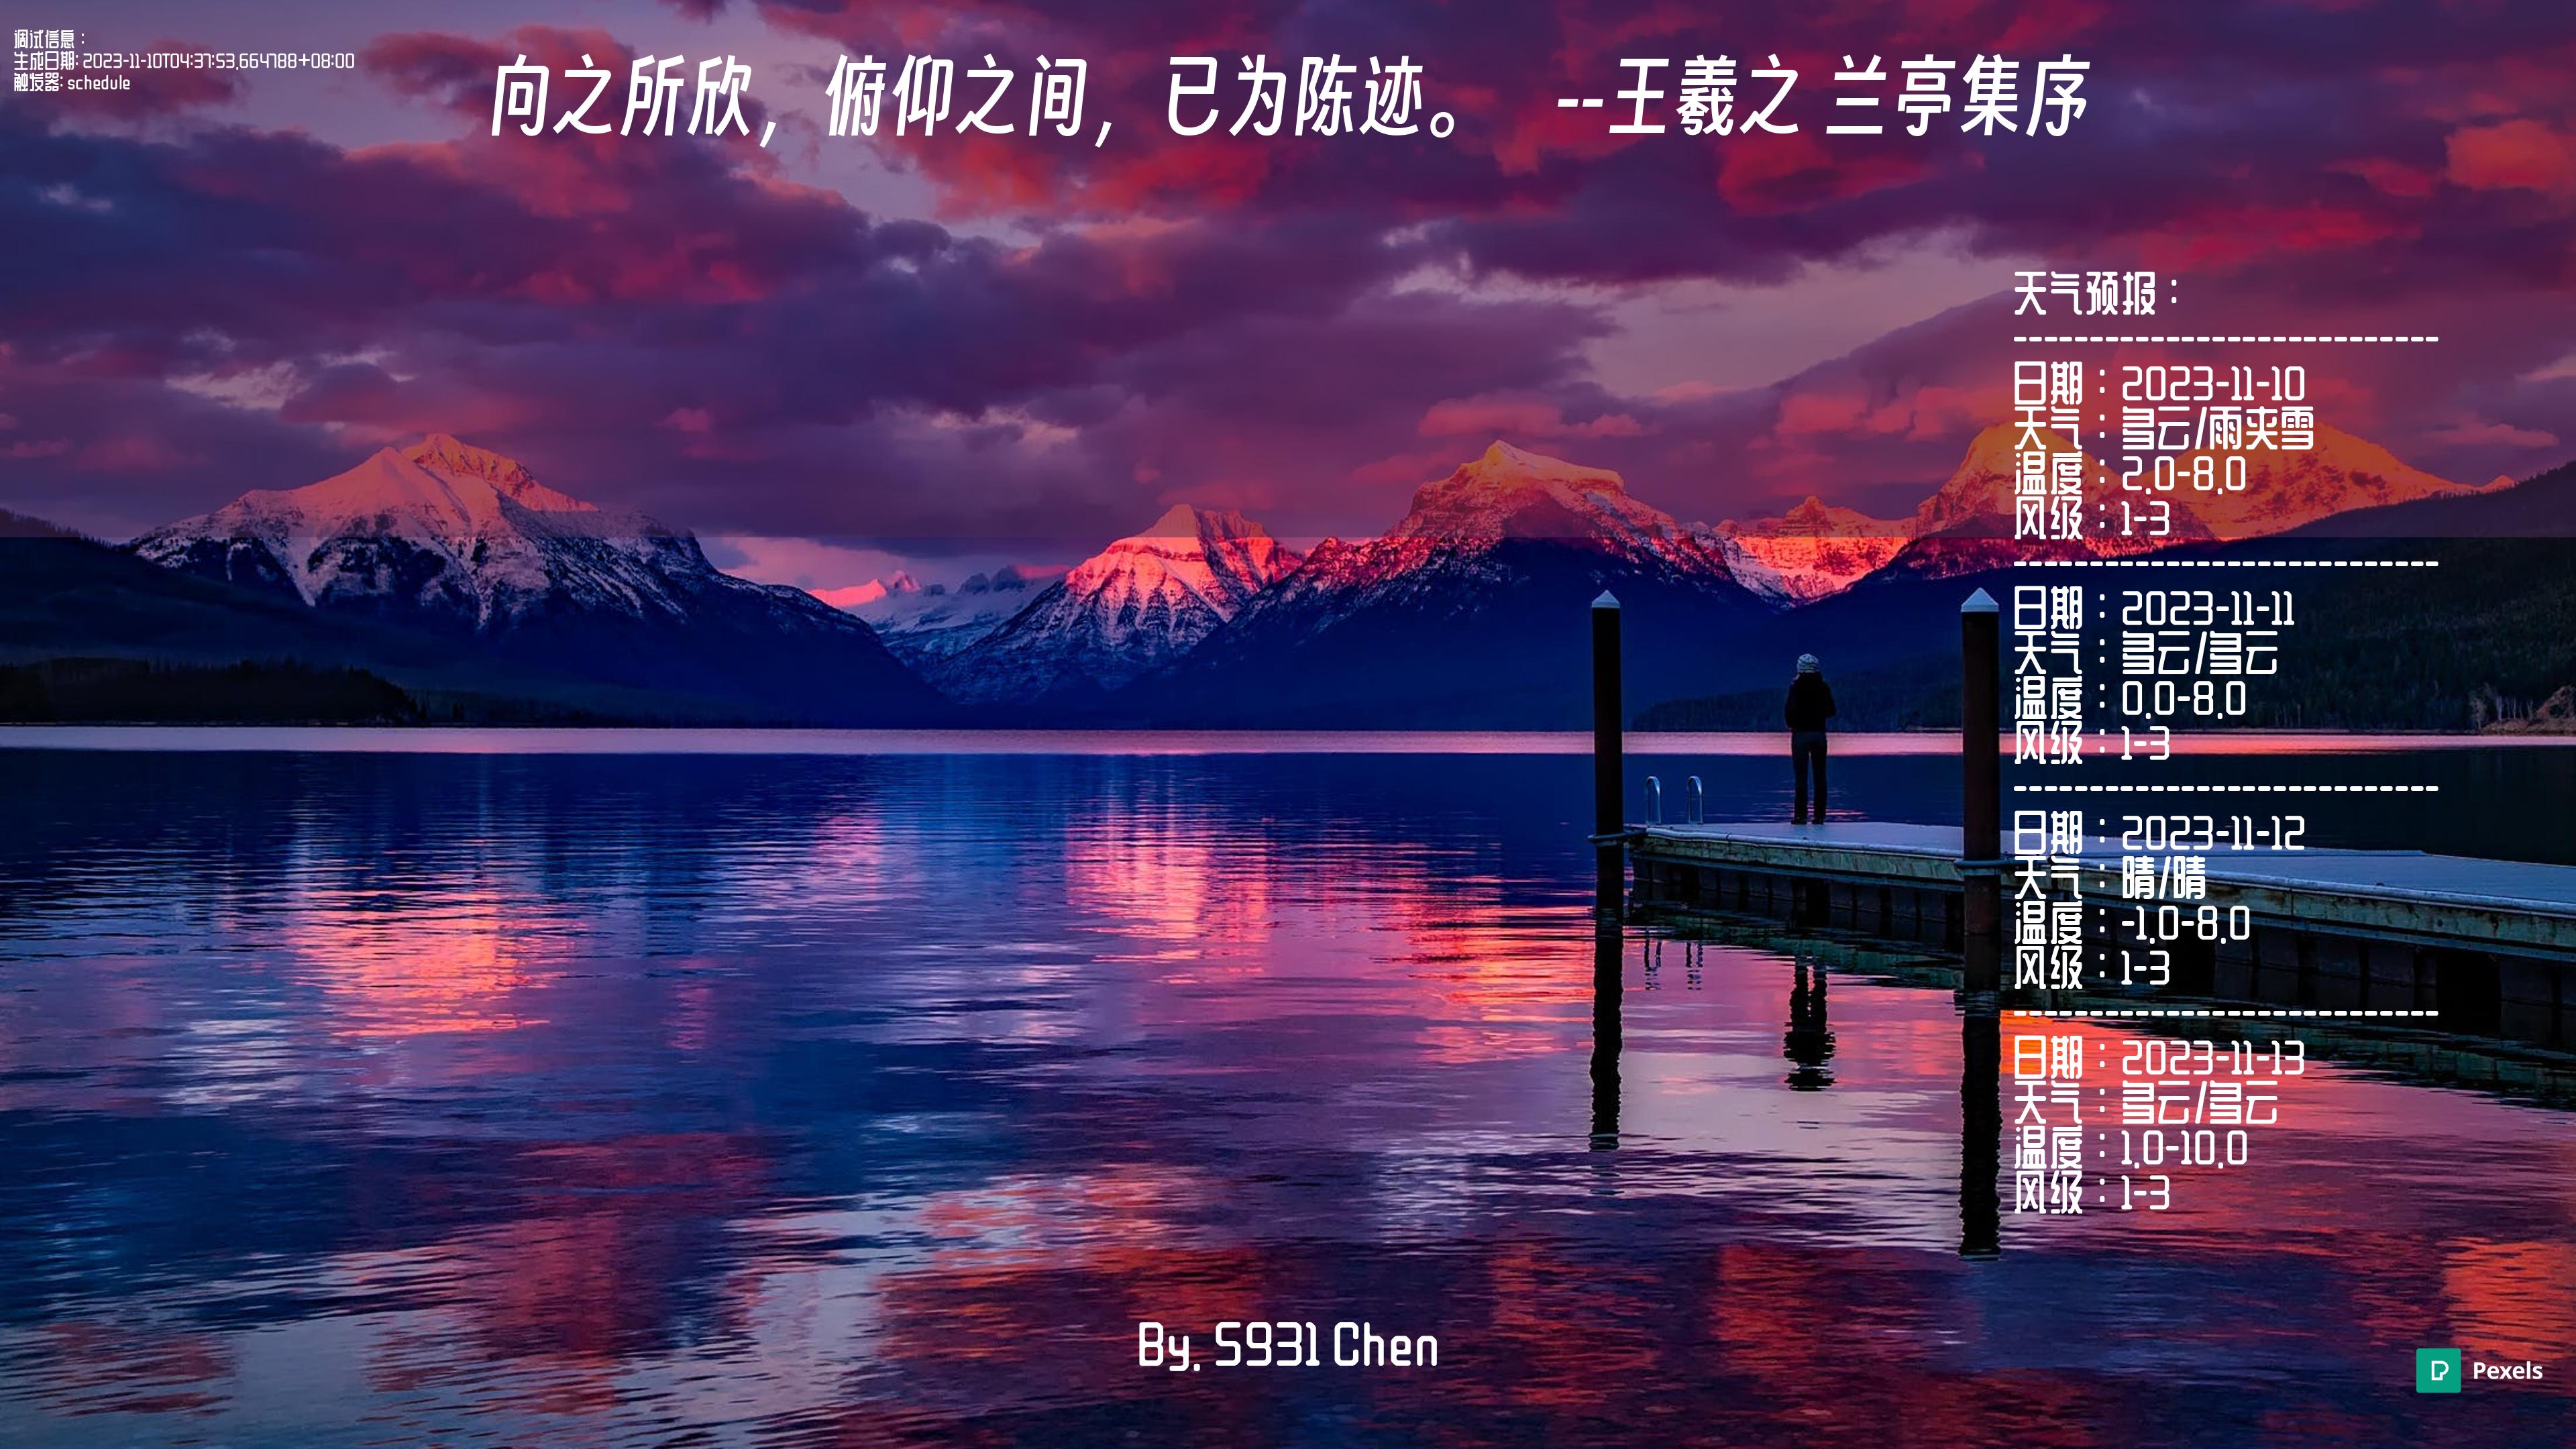 调试信息：
生成日期: 2023-11-10T04:37:53.664788+08:00
触发器: schedule
向之所欣，俯仰之间，已为陈迹。 --王羲之 兰亭集序
天气预报：
----------------------------
日期：2023-11-10
天气：多云/雨夹雪
温度：2.0-8.0
风级：1-3
----------------------------
日期：2023-11-11
天气：多云/多云
温度：0.0-8.0
风级：1-3
----------------------------
日期：2023-11-12
天气：晴/晴
温度：-1.0-8.0
风级：1-3
----------------------------
日期：2023-11-13
天气：多云/多云
温度：1.0-10.0
风级：1-3
By. S931 Chen
Pexels